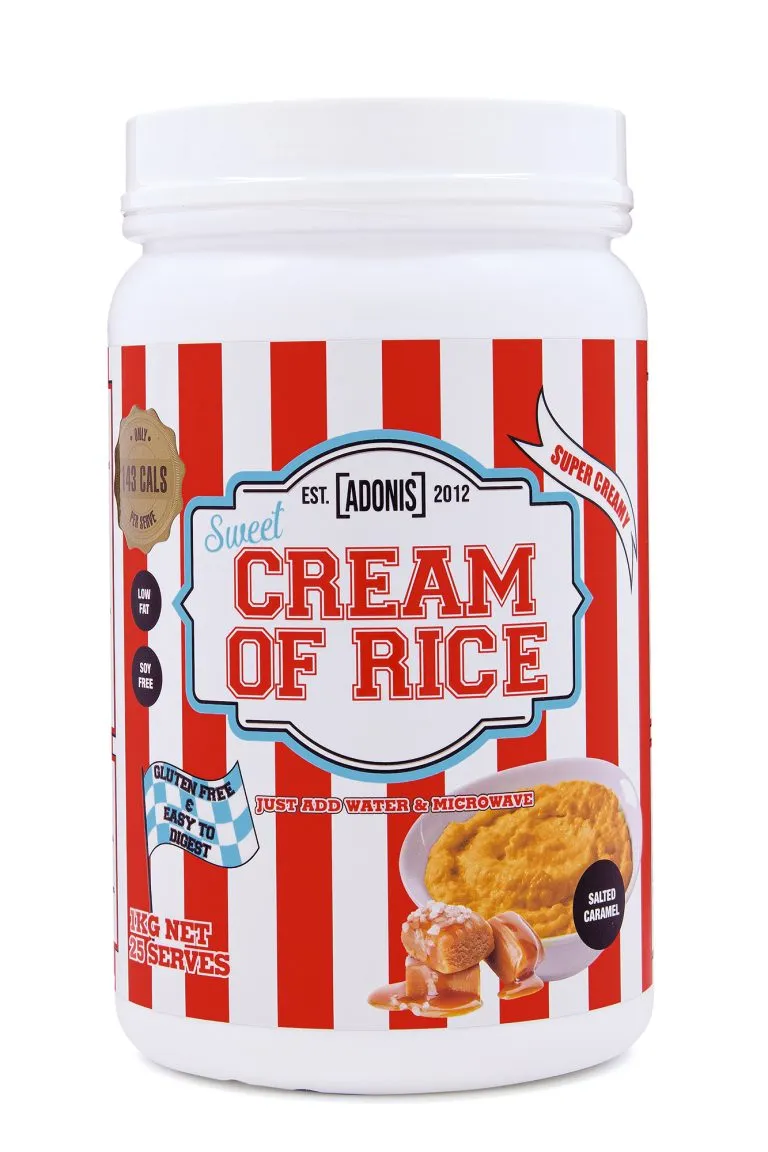 EST. [ADONIS] 2012
Sweet
CREAM
OF RICE
SUPER CREAMY
ONLY
143 CALS
PER SERVE
LOW
FAT
SOY
FREE
GLUTEN FREE
&
EASY TO
DIGEST
JUST ADD WATER & MICROWAVE
SALTED
CARAMEL
1KG NET
25 SERVES